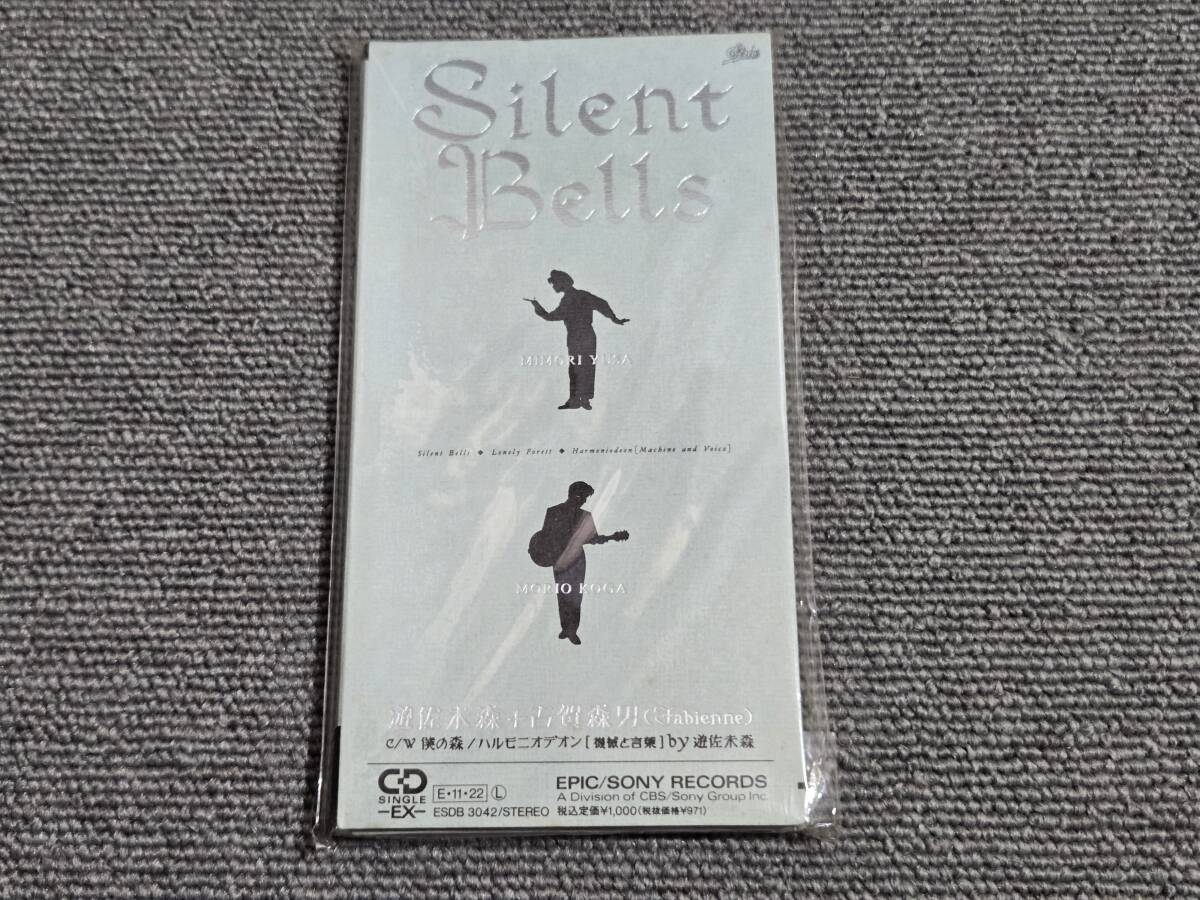 Epic
Silent
Bells
MIMORI YUSA
Silent Bells ◆ Lonely Forest ◆ Harmoniodeon [Machine and Voice]
MORIO KOGA
遊佐未森+古賀森男(fabienne)
c/w 僕の森/ハルモニオデオン[機械と言葉] by 遊佐未森
CD
SINGLE
-EX-
E・11・22 Ⓛ
ESDB 3042/STEREO
EPIC/SONY RECORDS
A Division of CBS/Sony Group Inc.
税込定価¥1,000(税抜価格¥971)